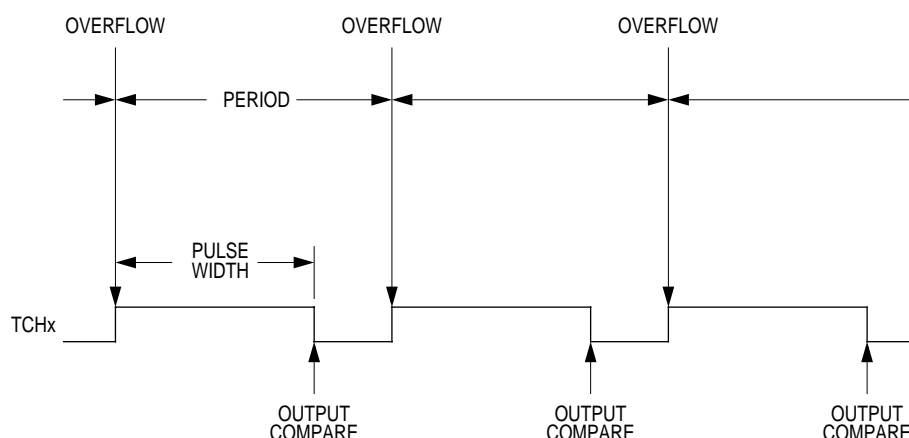 OVERFLOW OVERFLOW OVERFLOW
PERIOD
PULSE
WIDTH
TCHx
OUTPUT
COMPARE
OUTPUT
COMPARE
OUTPUT
COMPARE